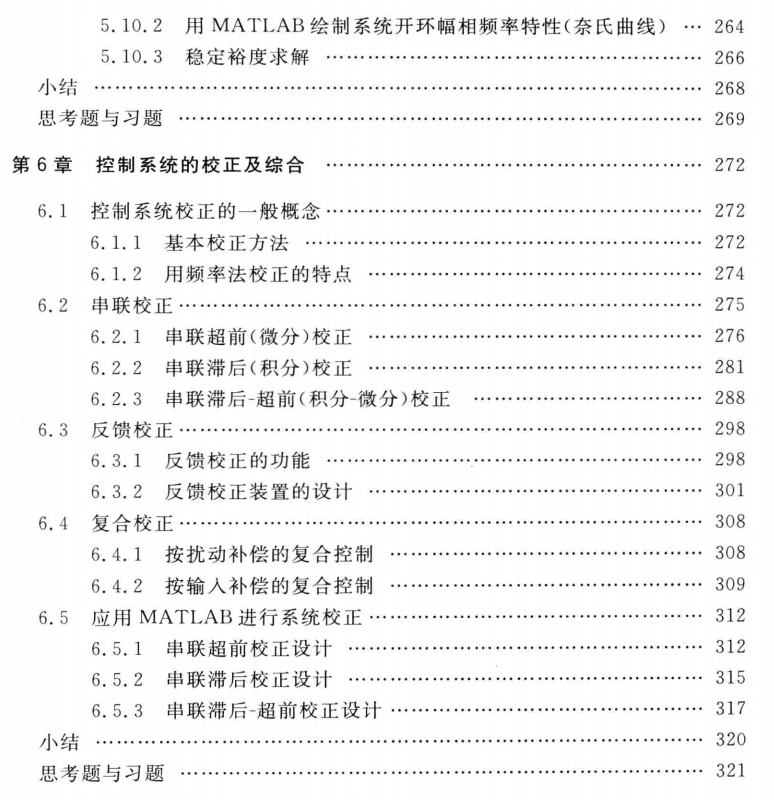 5.10.2 用 MATLAB 绘制系统开环幅相频率特性(奈氏曲线) … 264
5.10.3 稳定裕度求解 …………………………………………… 266
小结 ……………………………………………………………………… 268
思考题与习题 …………………………………………………………… 269
第 6 章 控制系统的校正及综合 ………………………………………… 272
6.1 控制系统校正的一般概念 ………………………………………… 272
6.1.1 基本校正方法 ……………………………………………… 272
6.1.2 用频率法校正的特点 ……………………………………… 274
6.2 串联校正 …………………………………………………………… 275
6.2.1 串联超前(微分)校正 ……………………………………… 276
6.2.2 串联滞后(积分)校正 ……………………………………… 281
6.2.3 串联滞后-超前(积分-微分)校正 ………………………… 288
6.3 反馈校正 …………………………………………………………… 298
6.3.1 反馈校正的功能 …………………………………………… 298
6.3.2 反馈校正装置的设计 ……………………………………… 301
6.4 复合校正 …………………………………………………………… 308
6.4.1 按扰动补偿的复合控制 …………………………………… 308
6.4.2 按输入补偿的复合控制 …………………………………… 309
6.5 应用 MATLAB 进行系统校正 ……………………………………… 312
6.5.1 串联超前校正设计 ………………………………………… 312
6.5.2 串联滞后校正设计 ………………………………………… 315
6.5.3 串联滞后-超前校正设计 …………………………………… 317
小结 ……………………………………………………………………… 320
思考题与习题 …………………………………………………………… 321